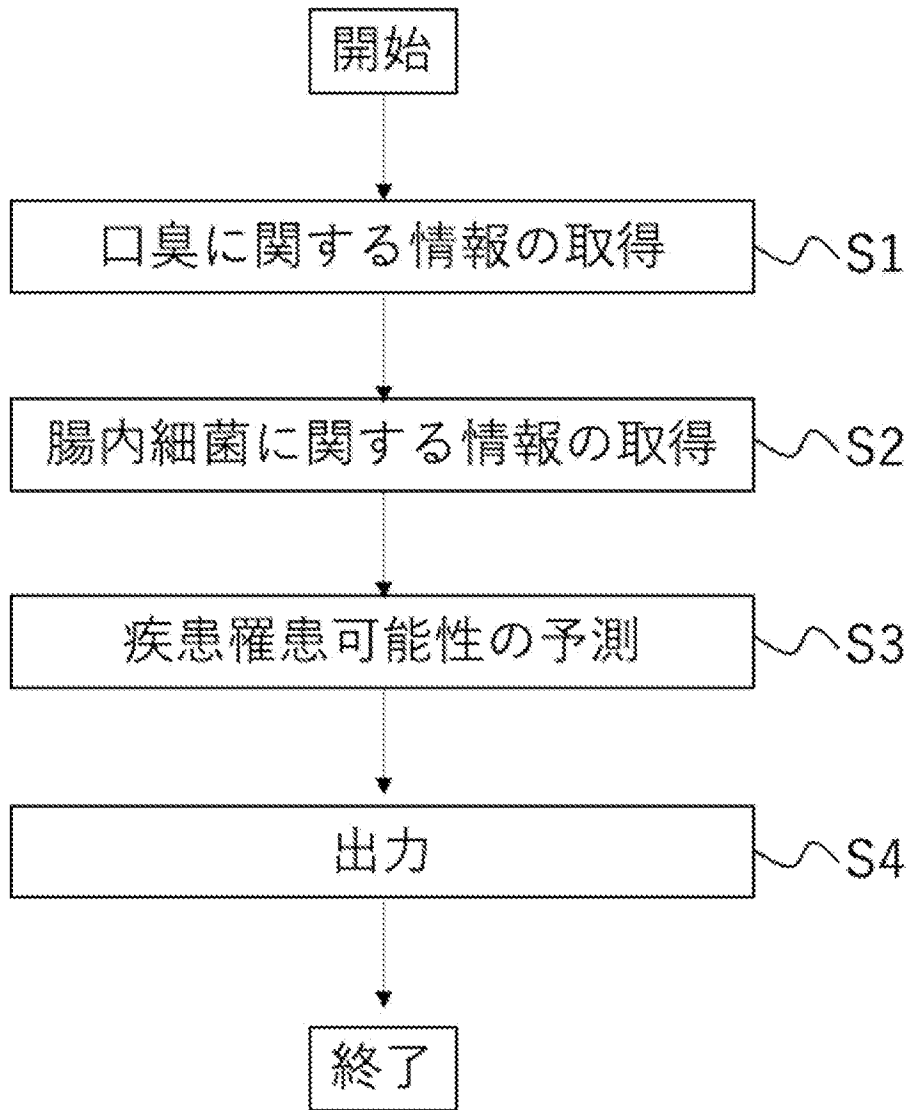 開始
口臭に関する情報の取得 S1
腸内細菌に関する情報の取得 S2
疾患罹患可能性の予測 S3
出力 S4
終了